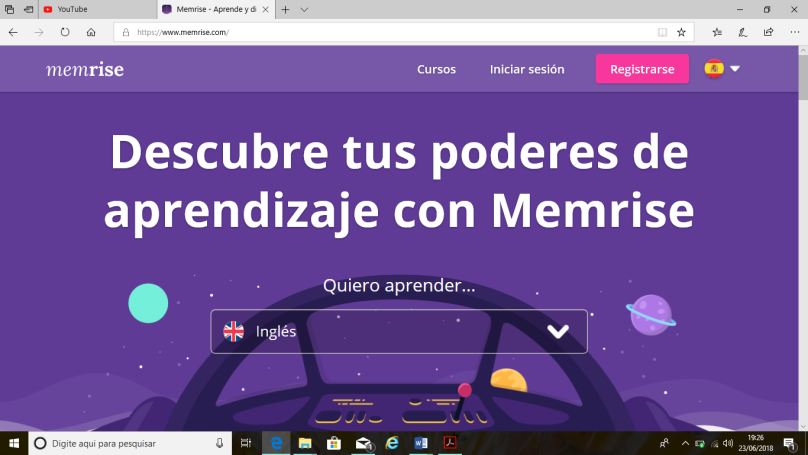 YouTube
Memrise - Aprende y di
https://www.memrise.com/
memrise
Cursos
Iniciar sesión
Registrarse
Descubre tus poderes de
aprendizaje con Memrise
Quiero aprender...
Inglés
Digite aqui para pesquisar
19:26
23/06/2018